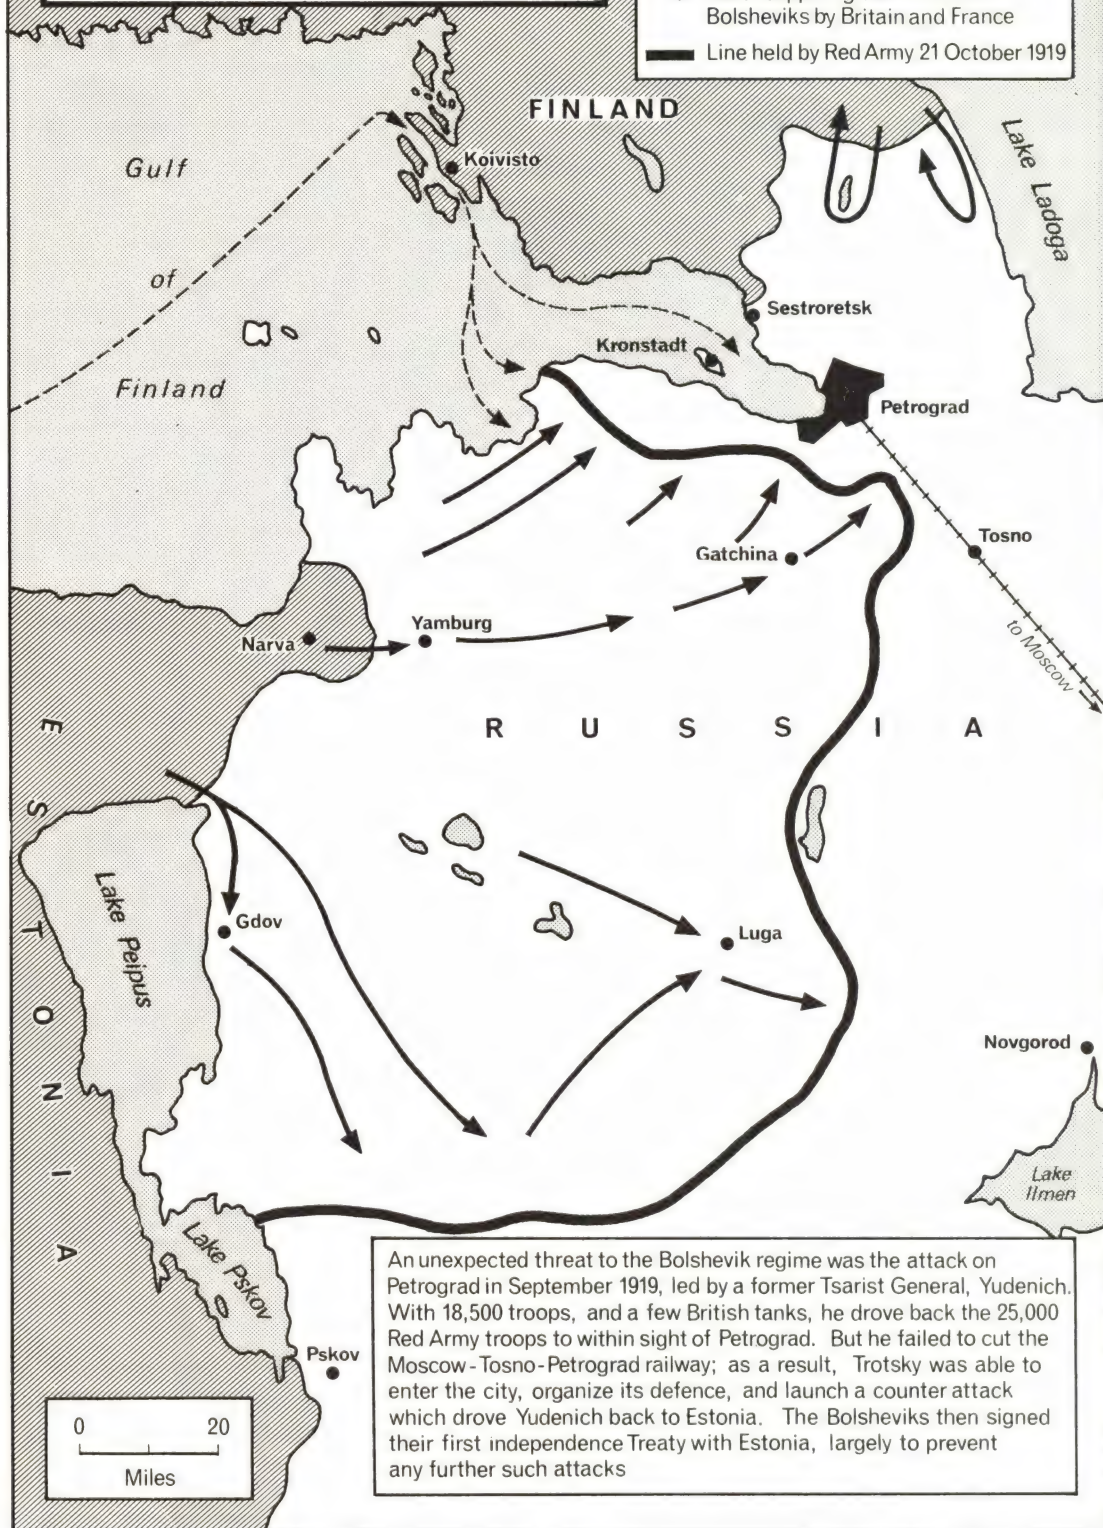 Bolsheviks by Britain and France
Line held by Red Army 21 October 1919
FINLAND
Gulf
of
Finland
Koivisto
Lake Ladoga
Sestroretsk
Kronstadt
Petrograd
Tosno
to Moscow
Gatchina
Yamburg
Narva
RUSSIA
ESTONIA
Lake Peipus
Gdov
Luga
Novgorod
Lake
Ilmen
Lake Pskov
Pskov
An unexpected threat to the Bolshevik regime was the attack on
Petrograd in September 1919, led by a former Tsarist General, Yudenich.
With 18,500 troops, and a few British tanks, he drove back the 25,000
Red Army troops to within sight of Petrograd. But he failed to cut the
Moscow-Tosno-Petrograd railway; as a result, Trotsky was able to
enter the city, organize its defence, and launch a counter attack
which drove Yudenich back to Estonia. The Bolsheviks then signed
their first independence Treaty with Estonia, largely to prevent
any further such attacks
0 20
Miles